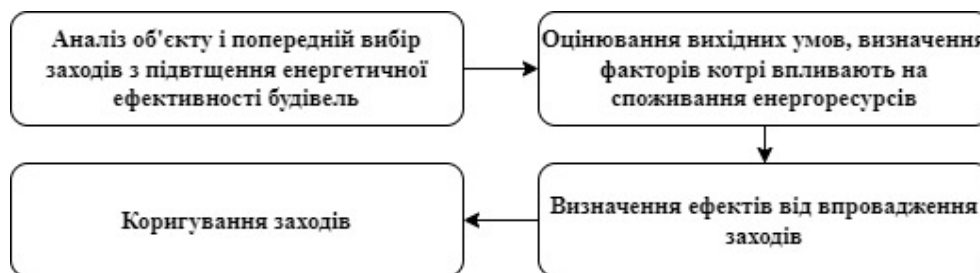 Аналіз об'єкту і попередній вибір
заходів з підвтщення енергетичної
ефективності будівель
Оцінювання вихідних умов, визначення
факторів котрі впливають на
споживання енергоресурсів
Визначення ефектів від впровадження
заходів
Коригування заходів